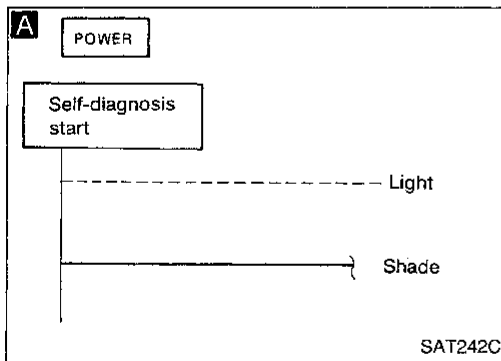 A
POWER
Self-diagnosis
start
Light
Shade
SAT242C